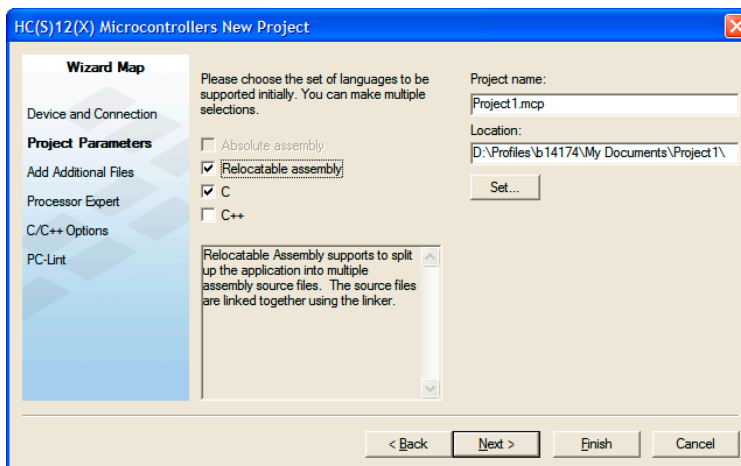 HC(S)12(X) Microcontrollers New Project
Wizard Map
Device and Connection
Project Parameters
Add Additional Files
Processor Expert
C/C++ Options
PC-Lint
Please choose the set of languages to be
supported initially. You can make multiple
selections.
Absolute assembly
Relocatable assembly
C
C++
Relocatable Assembly supports to split
up the application into multiple
assembly source files. The source files
are linked together using the linker.
Project name:
Project1.mcp
Location:
D:\Profiles\b14174\My Documents\Project1\
Set...
< Back
Next >
Finish
Cancel